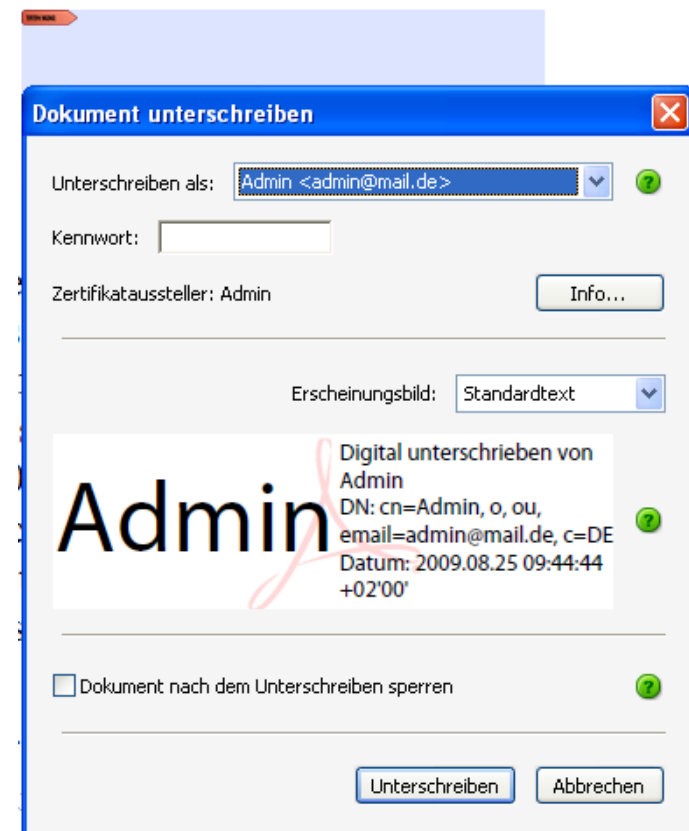 Dokument unterschreiben
Unterschreiben als: Admin <admin@mail.de>
Kennwort:
Zertifikataussteller: Admin Info...
Erscheinungsbild: Standardtext
Admin
Digital unterschrieben von
Admin
DN: cn=Admin, o, ou,
email=admin@mail.de, c=DE
Datum: 2009.08.25 09:44:44
+02'00'
Dokument nach dem Unterschreiben sperren
Unterschreiben Abbrechen